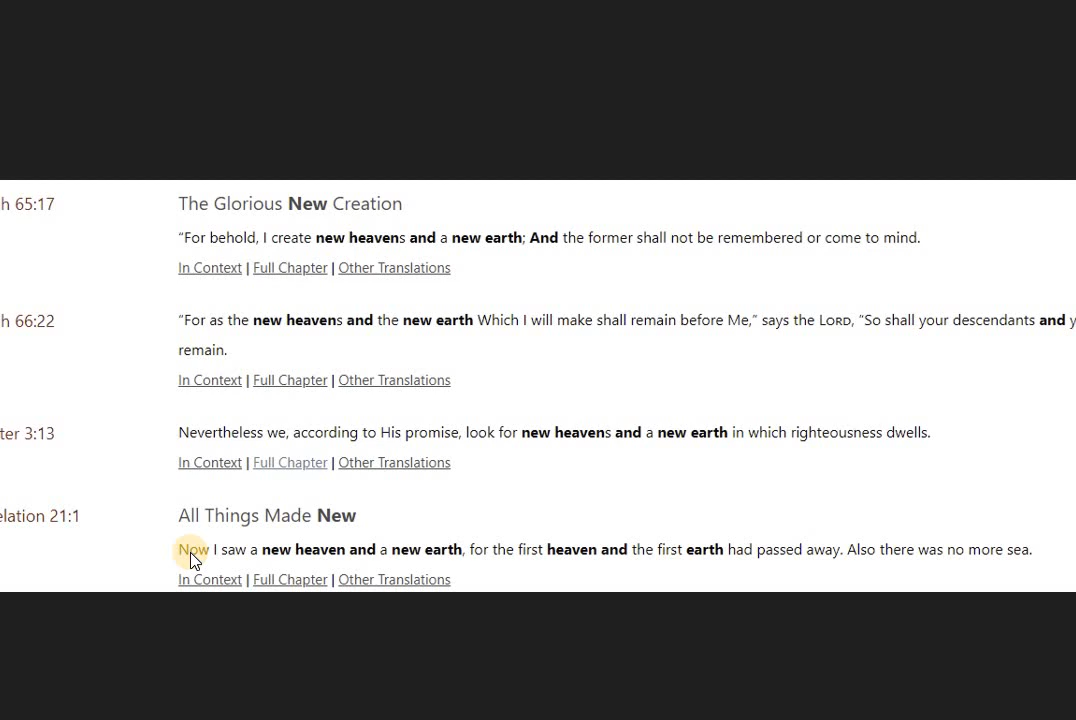 h 65:17 The Glorious New Creation
“For behold, I create new heavens and a new earth; And the former shall not be remembered or come to mind.
In Context | Full Chapter | Other Translations
h 66:22 “For as the new heavens and the new earth Which I will make shall remain before Me,” says the LORD, “So shall your descendants and y
remain.
In Context | Full Chapter | Other Translations
ter 3:13 Nevertheless we, according to His promise, look for new heavens and a new earth in which righteousness dwells.
In Context | Full Chapter | Other Translations
elation 21:1 All Things Made New
Now I saw a new heaven and a new earth, for the first heaven and the first earth had passed away. Also there was no more sea.
In Context | Full Chapter | Other Translations